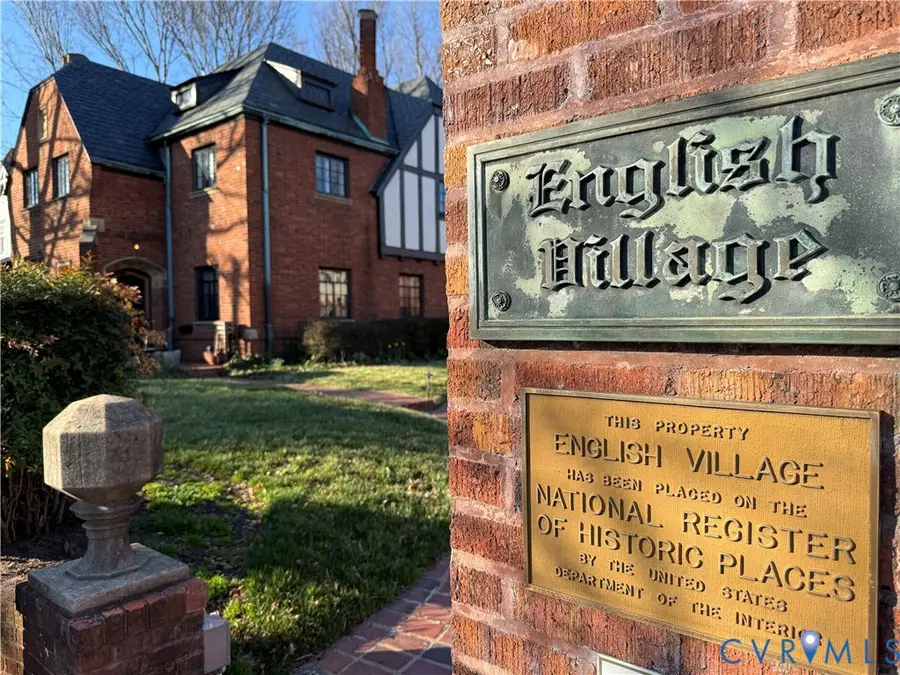 English
Village
THIS PROPERTY
ENGLISH VILLAGE
HAS BEEN PLACED ON THE
NATIONAL REGISTER
OF HISTORIC PLACES
BY THE UNITED STATES
DEPARTMENT OF THE INTERIOR
CVRMLS